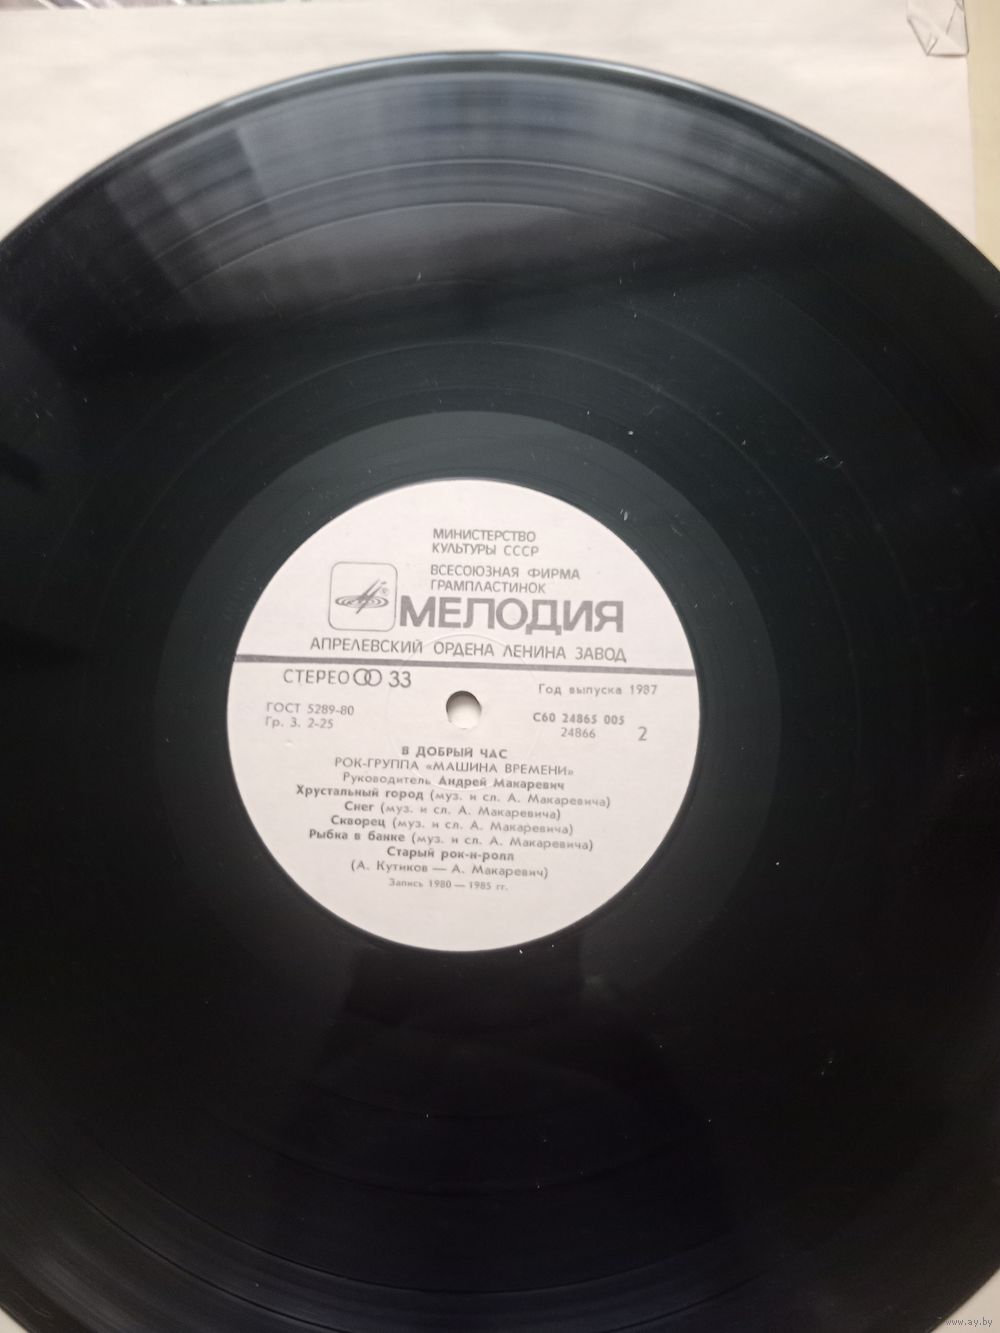 МИНИСТЕРСТВО
КУЛЬТУРЫ СССР
ВСЕСОЮЗНАЯ ФИРМА
ГРАМПЛАСТИНОК
МЕЛОДИЯ
АПРЕЛЕВСКИЙ ОРДЕНА ЛЕНИНА ЗАВОД
СТЕРЕО 33
Год выпуска 1987
ГОСТ 5289-80
Гр. 3. 2-25
С60 24865 005
24866 2
В ДОБРЫЙ ЧАС
РОК-ГРУППА «МАШИНА ВРЕМЕНИ»
Руководитель Андрей Макаревич
Хрустальный город (муз. и сл. А. Макаревича)
Снег (муз. и сл. А. Макаревича)
Скворец (муз. и сл. А. Макаревича)
Рыбка в банке (муз. и сл. А. Макаревича)
Старый рок-н-ролл
(А. Кутиков — А. Макаревич)
Запись 1980 — 1985 гг.
www.ay.by